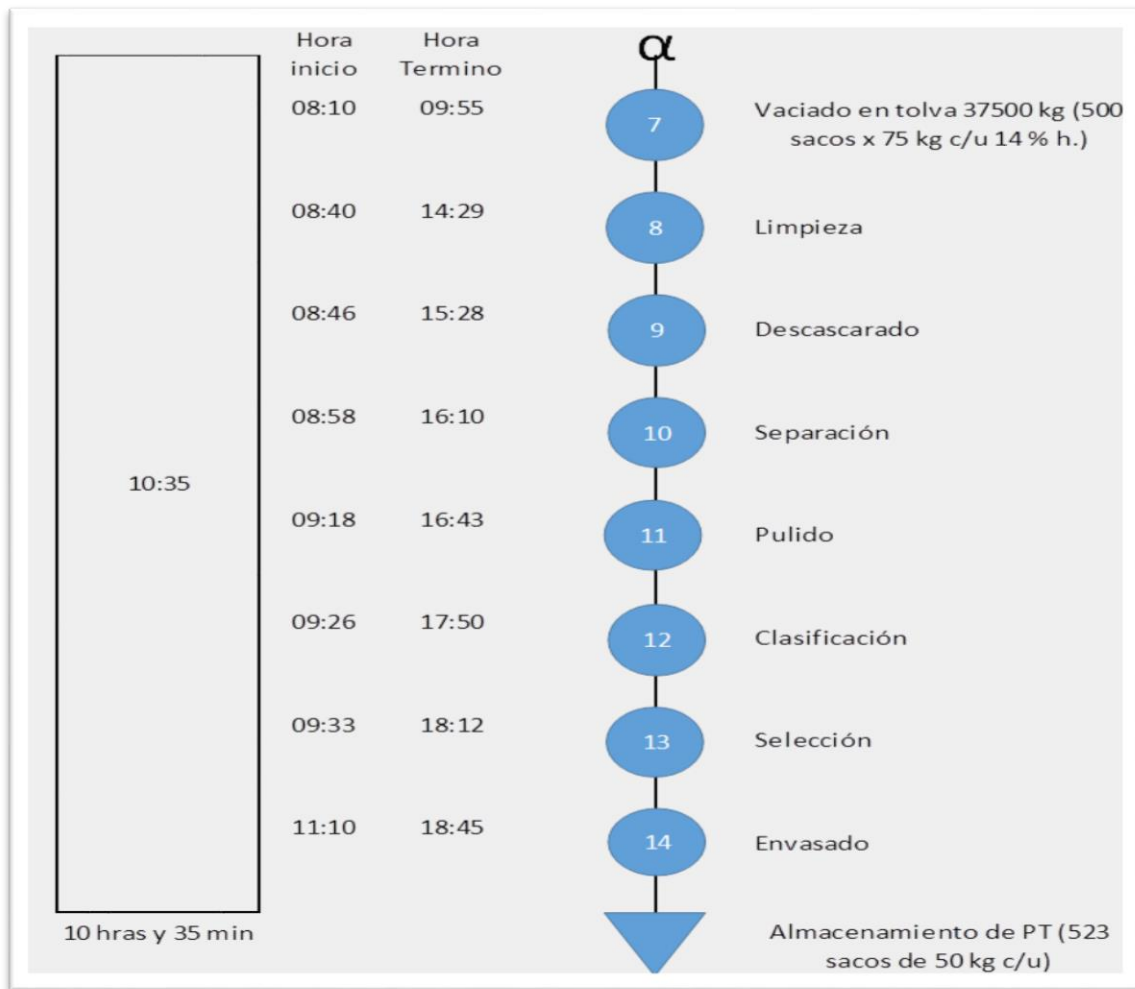 Hora Hora
inicio Termino
α
08:10 09:55 7 Vaciado en tolva 37500 kg (500
sacos x 75 kg c/u 14 % h.)
08:40 14:29 8 Limpieza
08:46 15:28 9 Descascarado
08:58 16:10 10 Separación
10:35
09:18 16:43 11 Pulido
09:26 17:50 12 Clasificación
09:33 18:12 13 Selección
11:10 18:45 14 Envasado
10 hras y 35 min
Almacenamiento de PT (523
sacos de 50 kg c/u)